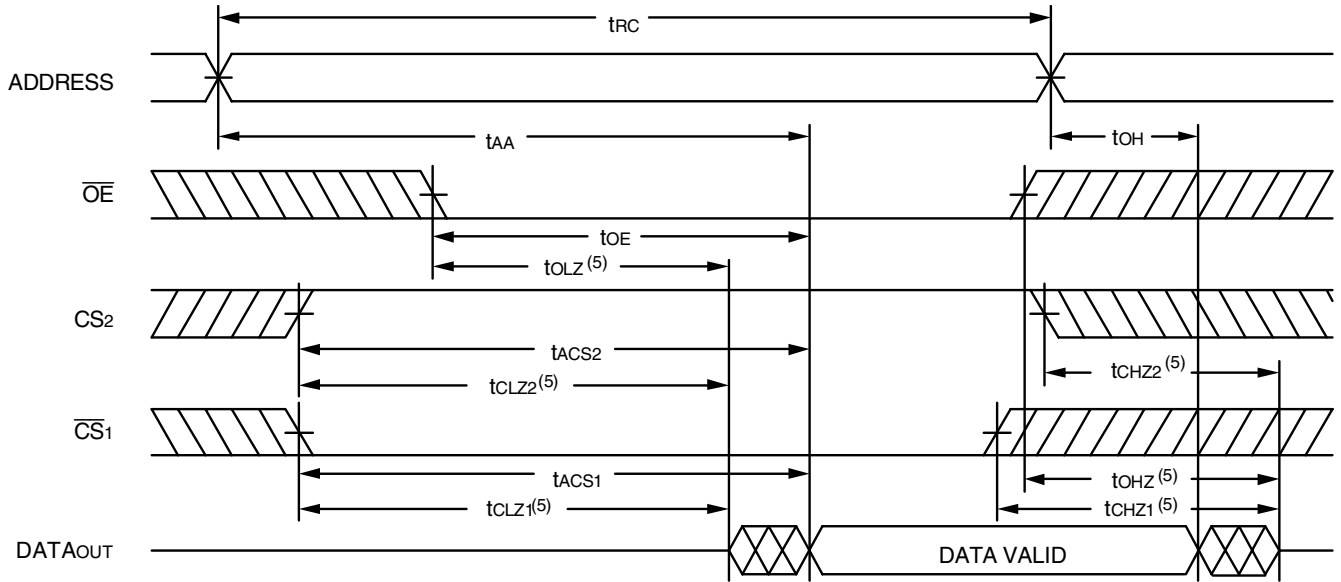 tRC
ADDRESS
tAA
tOH
OE
tOE
tOLZ (5)
CS2
tACS2
tCLZ2(5)
tCHZ2(5)
CS1
tACS1
tOHZ (5)
tCLZ1(5)
tCHZ1(5)
DATAOUT
DATA VALID